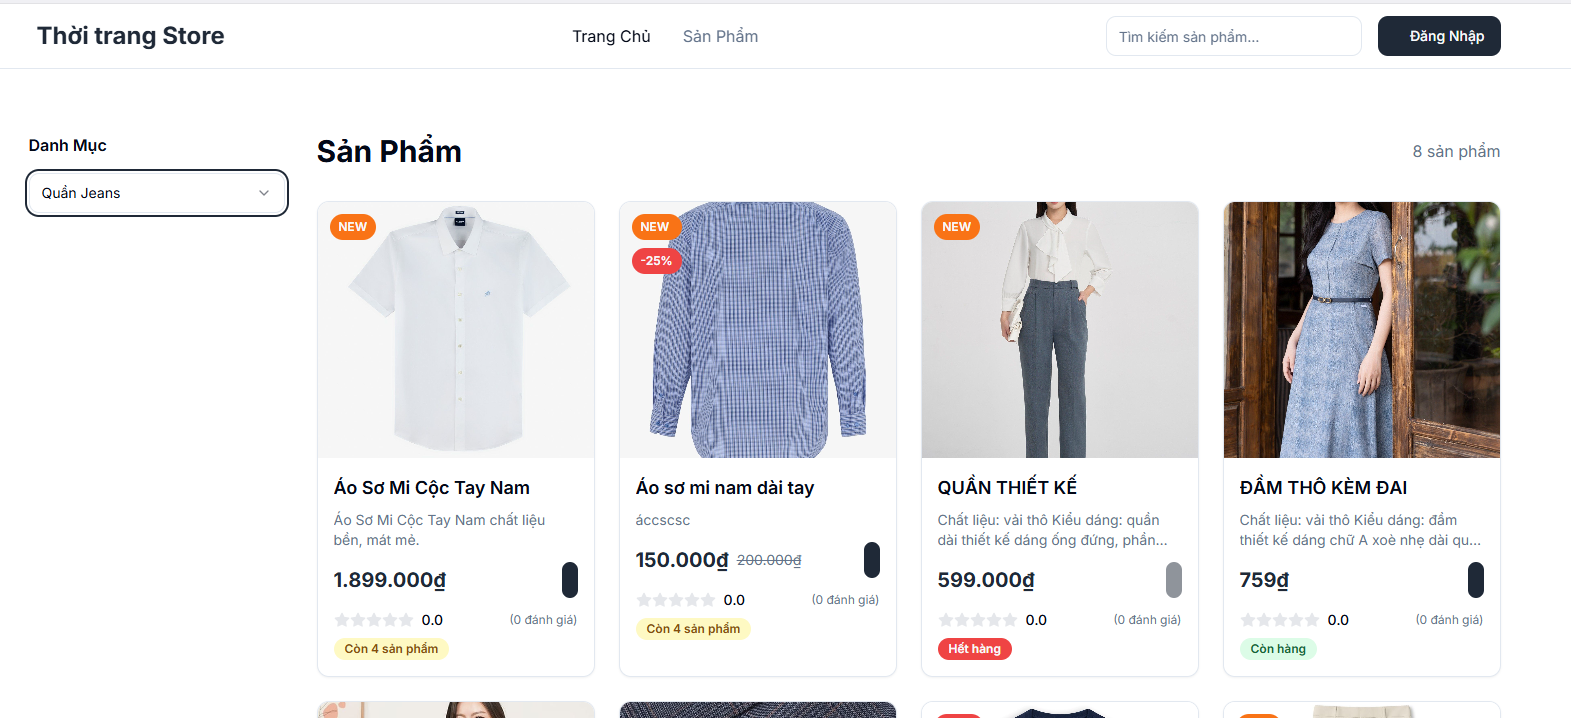 Thời trang Store
Trang Chủ
Sản Phẩm
Tìm kiếm sản phẩm...
Đăng Nhập
Danh Mục
Quần Jeans
Sản Phẩm
8 sản phẩm
NEW
Áo Sơ Mi Cộc Tay Nam
Áo Sơ Mi Cộc Tay Nam chất liệu
bền, mát mẻ.
1.899.000₫
0.0
(0 đánh giá)
Còn 4 sản phẩm
NEW
-25%
Áo sơ mi nam dài tay
áccscsc
150.000₫ 200.000₫
0.0
(0 đánh giá)
Còn 4 sản phẩm
NEW
QUẦN THIẾT KẾ
Chất liệu: vải thô Kiểu dáng: quần
dài thiết kế dáng ống đứng, phần...
599.000₫
0.0
(0 đánh giá)
Hết hàng
ĐẦM THÔ KÈM ĐAI
Chất liệu: vải thô Kiểu dáng: đầm
thiết kế dáng chữ A xoè nhẹ dài qu...
759₫
0.0
(0 đánh giá)
Còn hàng